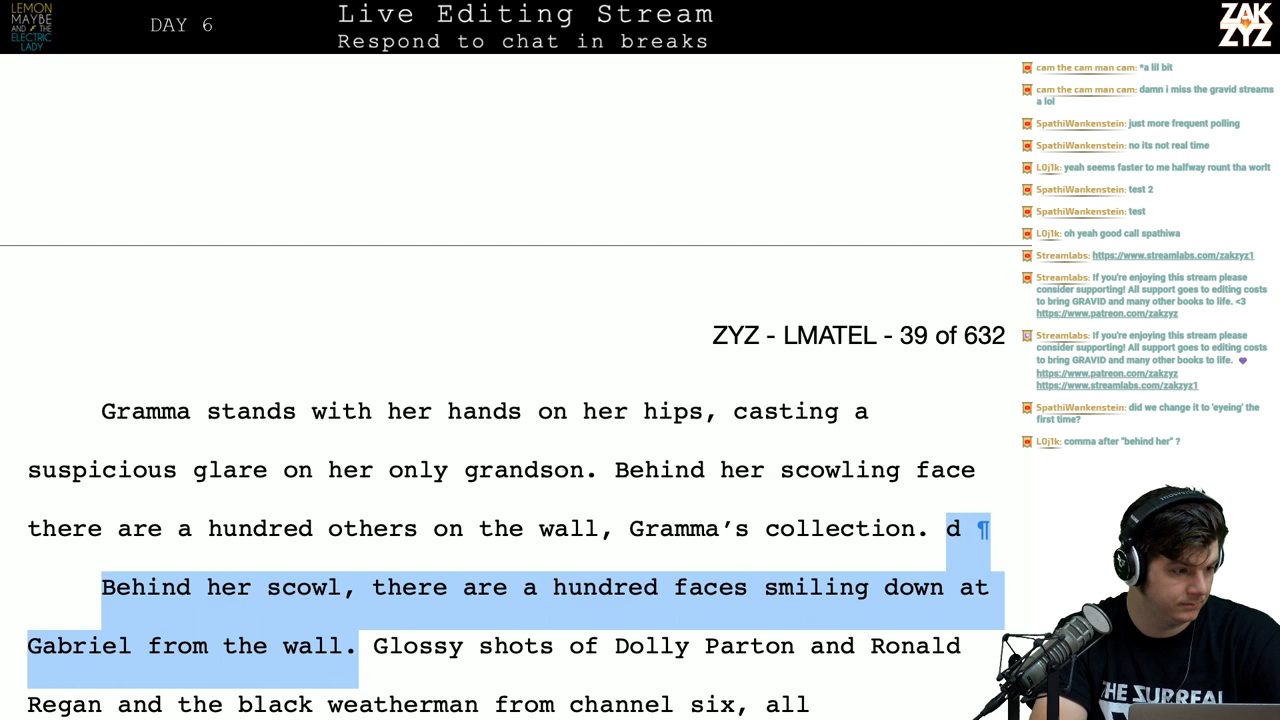 LEMON
MAYBE
AND THE
ELECTRIC
LADY
DAY 6
Live Editing Stream
Respond to chat in breaks
ZAK
ZYZ
cam the cam man cam: *a lil bit
cam the cam man cam: damn i miss the gravid streams
a lol
SpathiWankenstein: just more frequent polling
SpathiWankenstein: no its not real time
L0j1k: yeah seems faster to me halfway rount tha worlt
SpathiWankenstein: test 2
SpathiWankenstein: test
L0j1k: oh yeah good call spathiwa
Streamlabs: https://www.streamlabs.com/zakzyz1
Streamlabs: If you're enjoying this stream please
consider supporting! All support goes to editing costs
to bring GRAVID and many other books to life. <3
https://www.patreon.com/zakzyz
Streamlabs: If you're enjoying this stream please
consider supporting! All support goes to editing costs
to bring GRAVID and many other books to life. 💜
https://www.patreon.com/zakzyz
https://www.streamlabs.com/zakzyz1
SpathiWankenstein: did we change it to 'eyeing' the
first time?
L0j1k: comma after "behind her" ?
ZYZ - LMATEL - 39 of 632
Gramma stands with her hands on her hips, casting a
suspicious glare on her only grandson. Behind her scowling face
there are a hundred others on the wall, Gramma’s collection. d ¶
Behind her scowl, there are a hundred faces smiling down at
Gabriel from the wall. Glossy shots of Dolly Parton and Ronald
Regan and the black weatherman from channel six, all
THE SURREAL